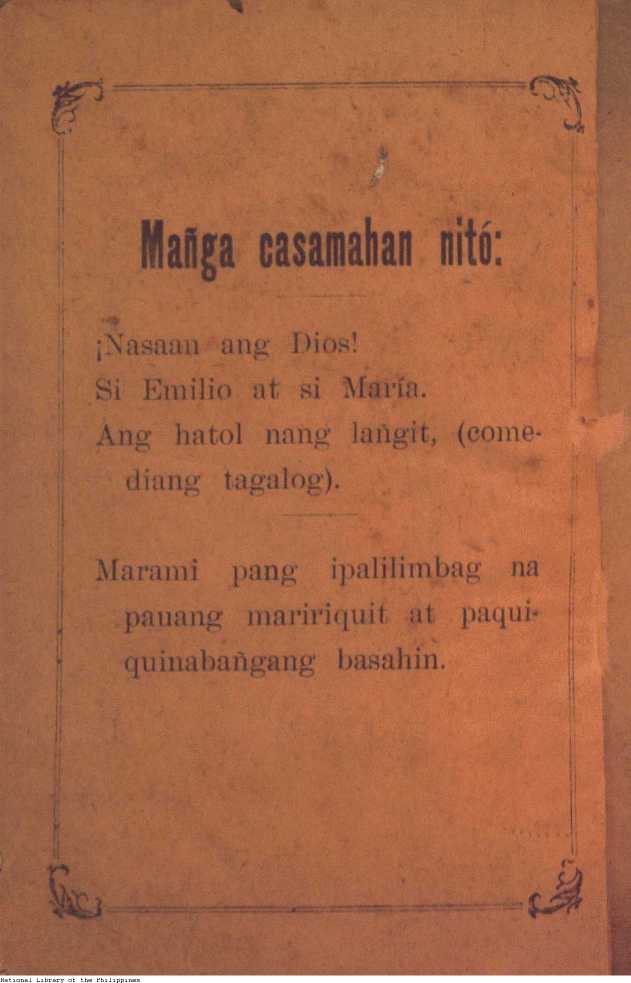 Mañga casamahan nitó:
¡Nasaan ang Dios!
Si Emilio at si María.
Ang hatol nang lañgit, (come-
diang tagalog).
Marami pang ipalilimbag na
pauang maririquit at paqui-
quinabañgang basahin.
National Library of the Philippines